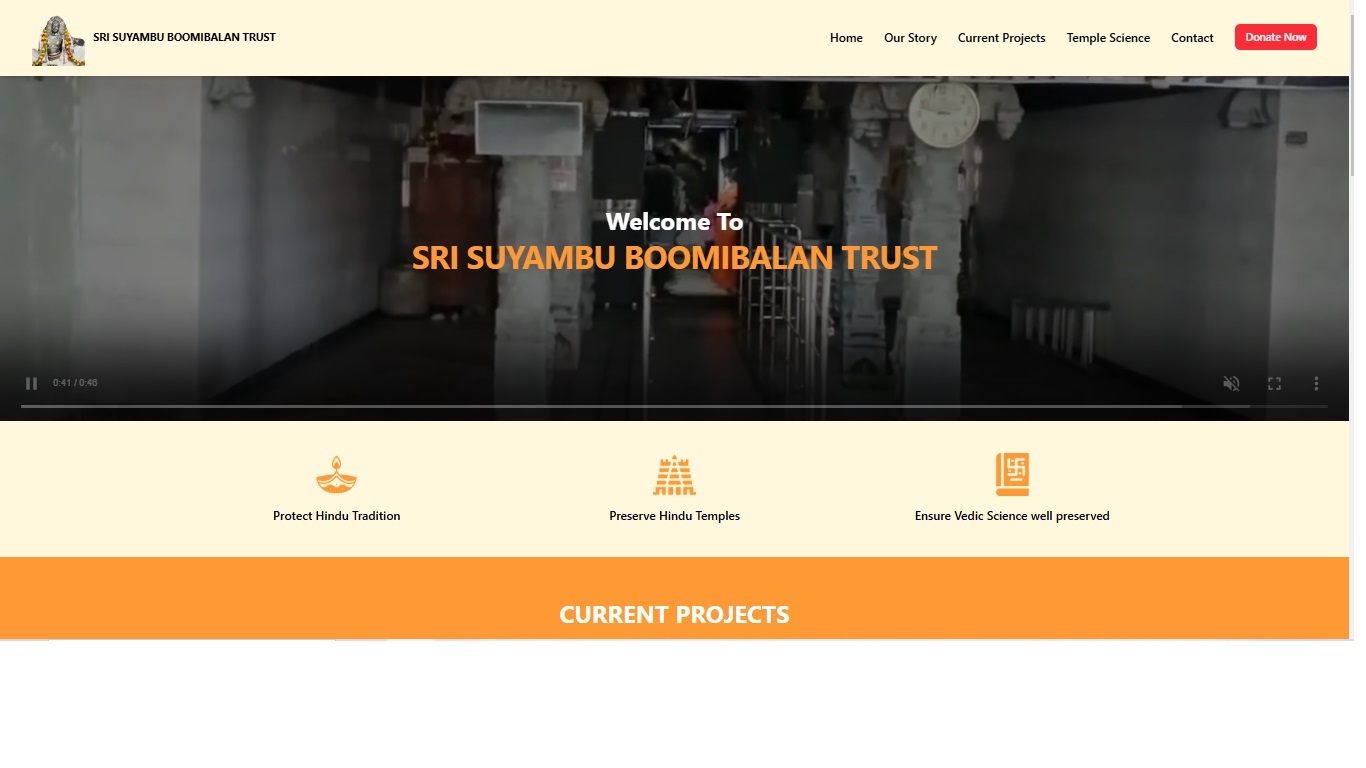 SRI SUYAMBU BOOMIBALAN TRUST
Home
Our Story
Current Projects
Temple Science
Contact
Donate Now
Welcome To
SRI SUYAMBU BOOMIBALAN TRUST
0:41 / 0:46
Protect Hindu Tradition
Preserve Hindu Temples
Ensure Vedic Science well preserved
CURRENT PROJECTS